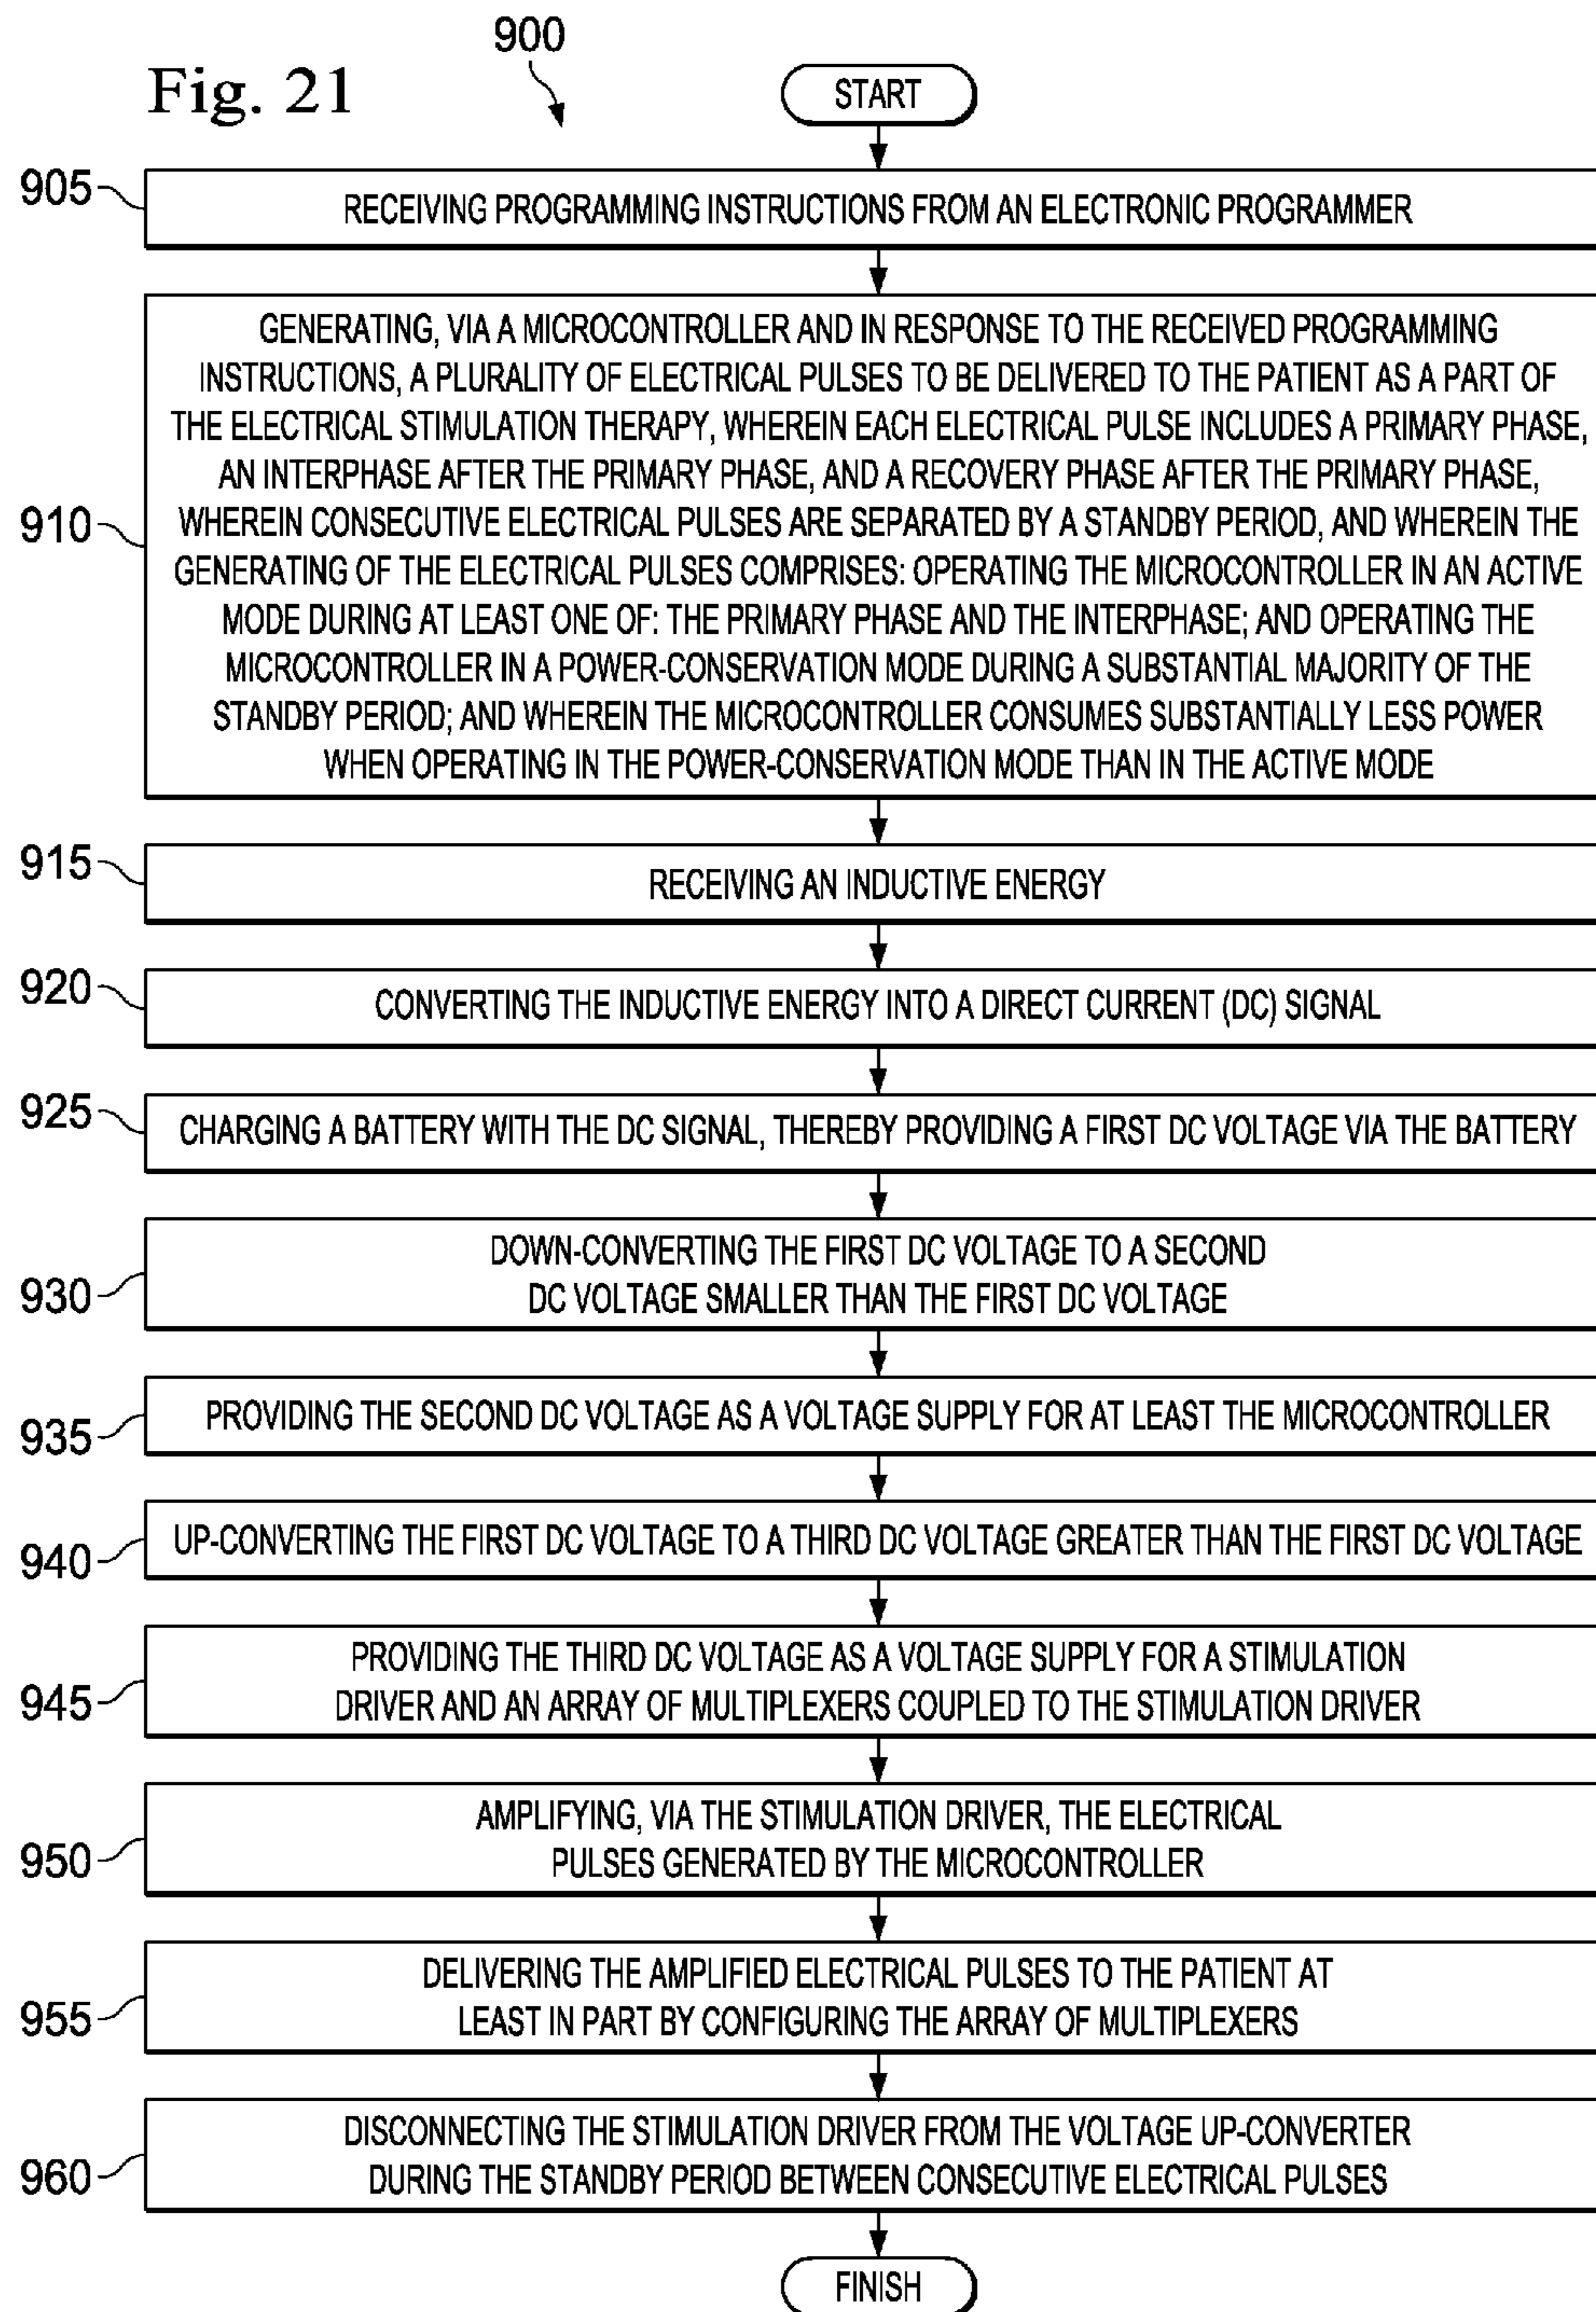 900
Fig. 21
START
905
RECEIVING PROGRAMMING INSTRUCTIONS FROM AN ELECTRONIC PROGRAMMER
910
GENERATING, VIA A MICROCONTROLLER AND IN RESPONSE TO THE RECEIVED PROGRAMMING
INSTRUCTIONS, A PLURALITY OF ELECTRICAL PULSES TO BE DELIVERED TO THE PATIENT AS A PART OF
THE ELECTRICAL STIMULATION THERAPY, WHEREIN EACH ELECTRICAL PULSE INCLUDES A PRIMARY PHASE,
AN INTERPHASE AFTER THE PRIMARY PHASE, AND A RECOVERY PHASE AFTER THE PRIMARY PHASE,
WHEREIN CONSECUTIVE ELECTRICAL PULSES ARE SEPARATED BY A STANDBY PERIOD, AND WHEREIN THE
GENERATING OF THE ELECTRICAL PULSES COMPRISES: OPERATING THE MICROCONTROLLER IN AN ACTIVE
MODE DURING AT LEAST ONE OF: THE PRIMARY PHASE AND THE INTERPHASE; AND OPERATING THE
MICROCONTROLLER IN A POWER-CONSERVATION MODE DURING A SUBSTANTIAL MAJORITY OF THE
STANDBY PERIOD; AND WHEREIN THE MICROCONTROLLER CONSUMES SUBSTANTIALLY LESS POWER
WHEN OPERATING IN THE POWER-CONSERVATION MODE THAN IN THE ACTIVE MODE
915
RECEIVING AN INDUCTIVE ENERGY
920
CONVERTING THE INDUCTIVE ENERGY INTO A DIRECT CURRENT (DC) SIGNAL
925
CHARGING A BATTERY WITH THE DC SIGNAL, THEREBY PROVIDING A FIRST DC VOLTAGE VIA THE BATTERY
930
DOWN-CONVERTING THE FIRST DC VOLTAGE TO A SECOND
DC VOLTAGE SMALLER THAN THE FIRST DC VOLTAGE
935
PROVIDING THE SECOND DC VOLTAGE AS A VOLTAGE SUPPLY FOR AT LEAST THE MICROCONTROLLER
940
UP-CONVERTING THE FIRST DC VOLTAGE TO A THIRD DC VOLTAGE GREATER THAN THE FIRST DC VOLTAGE
945
PROVIDING THE THIRD DC VOLTAGE AS A VOLTAGE SUPPLY FOR A STIMULATION
DRIVER AND AN ARRAY OF MULTIPLEXERS COUPLED TO THE STIMULATION DRIVER
950
AMPLIFYING, VIA THE STIMULATION DRIVER, THE ELECTRICAL
PULSES GENERATED BY THE MICROCONTROLLER
955
DELIVERING THE AMPLIFIED ELECTRICAL PULSES TO THE PATIENT AT
LEAST IN PART BY CONFIGURING THE ARRAY OF MULTIPLEXERS
960
DISCONNECTING THE STIMULATION DRIVER FROM THE VOLTAGE UP-CONVERTER
DURING THE STANDBY PERIOD BETWEEN CONSECUTIVE ELECTRICAL PULSES
FINISH